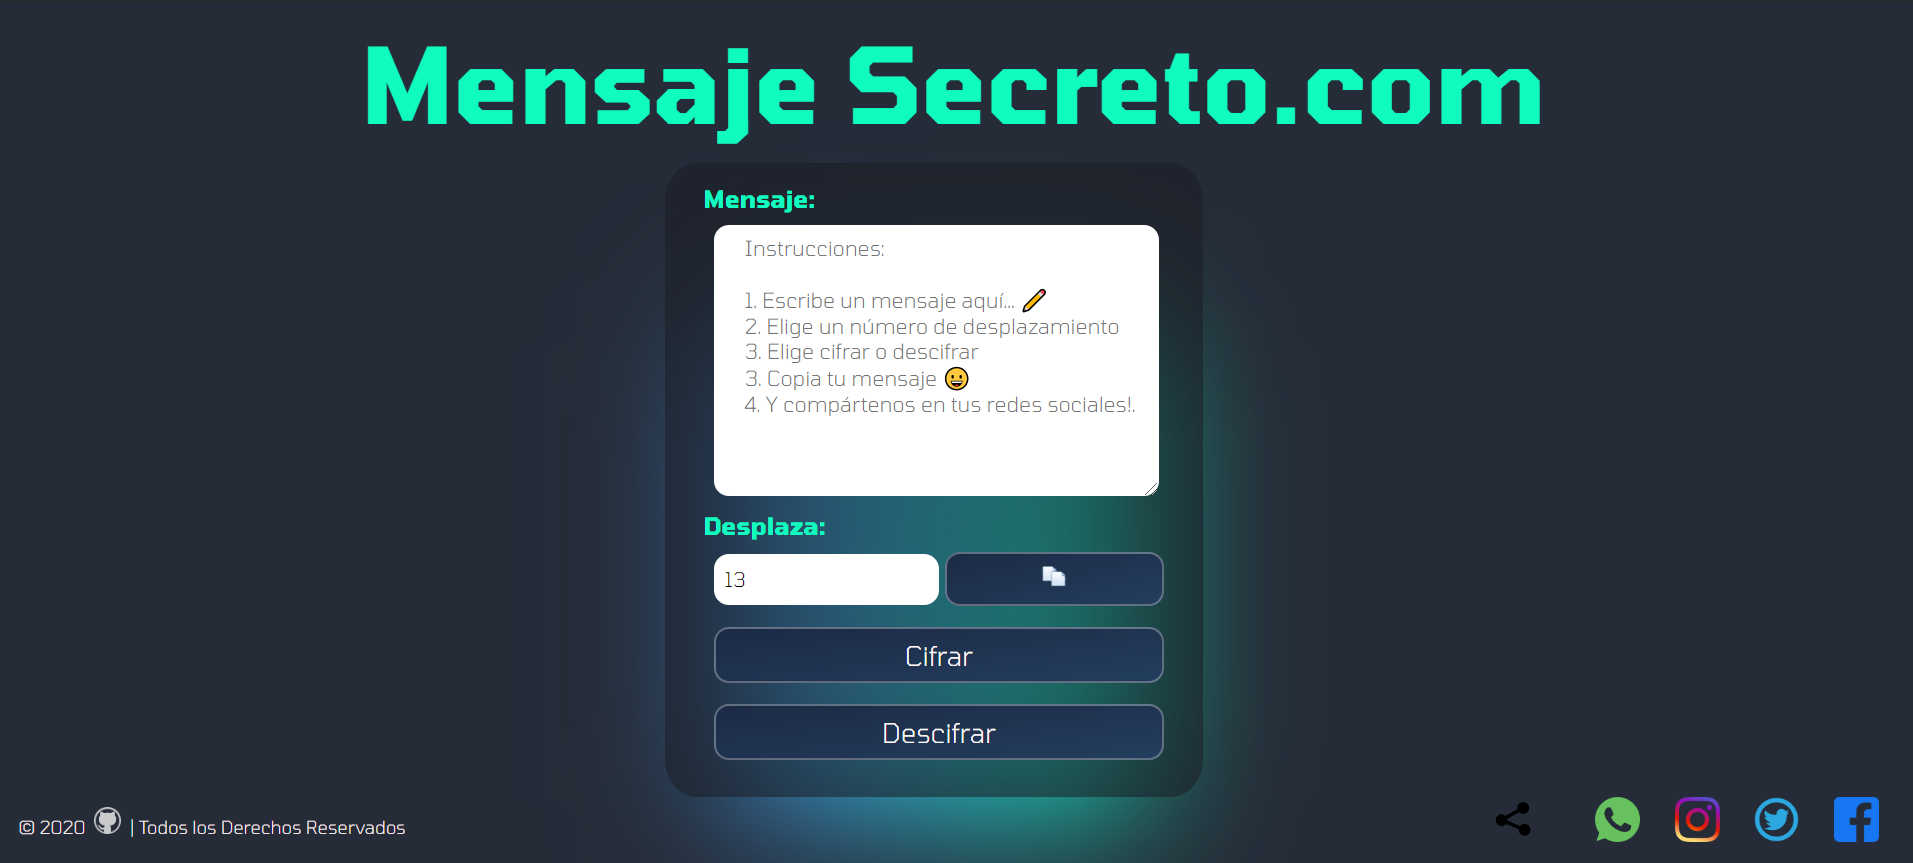 Mensaje Secreto.com
Mensaje:
Instrucciones:
1. Escribe un mensaje aquí... ✏️
2. Elige un número de desplazamiento
3. Elige cifrar o descifrar
3. Copia tu mensaje 😀
4. Y compártenos en tus redes sociales!.
Desplaza:
13
Cifrar
Descifrar
© 2020 | Todos los Derechos Reservados